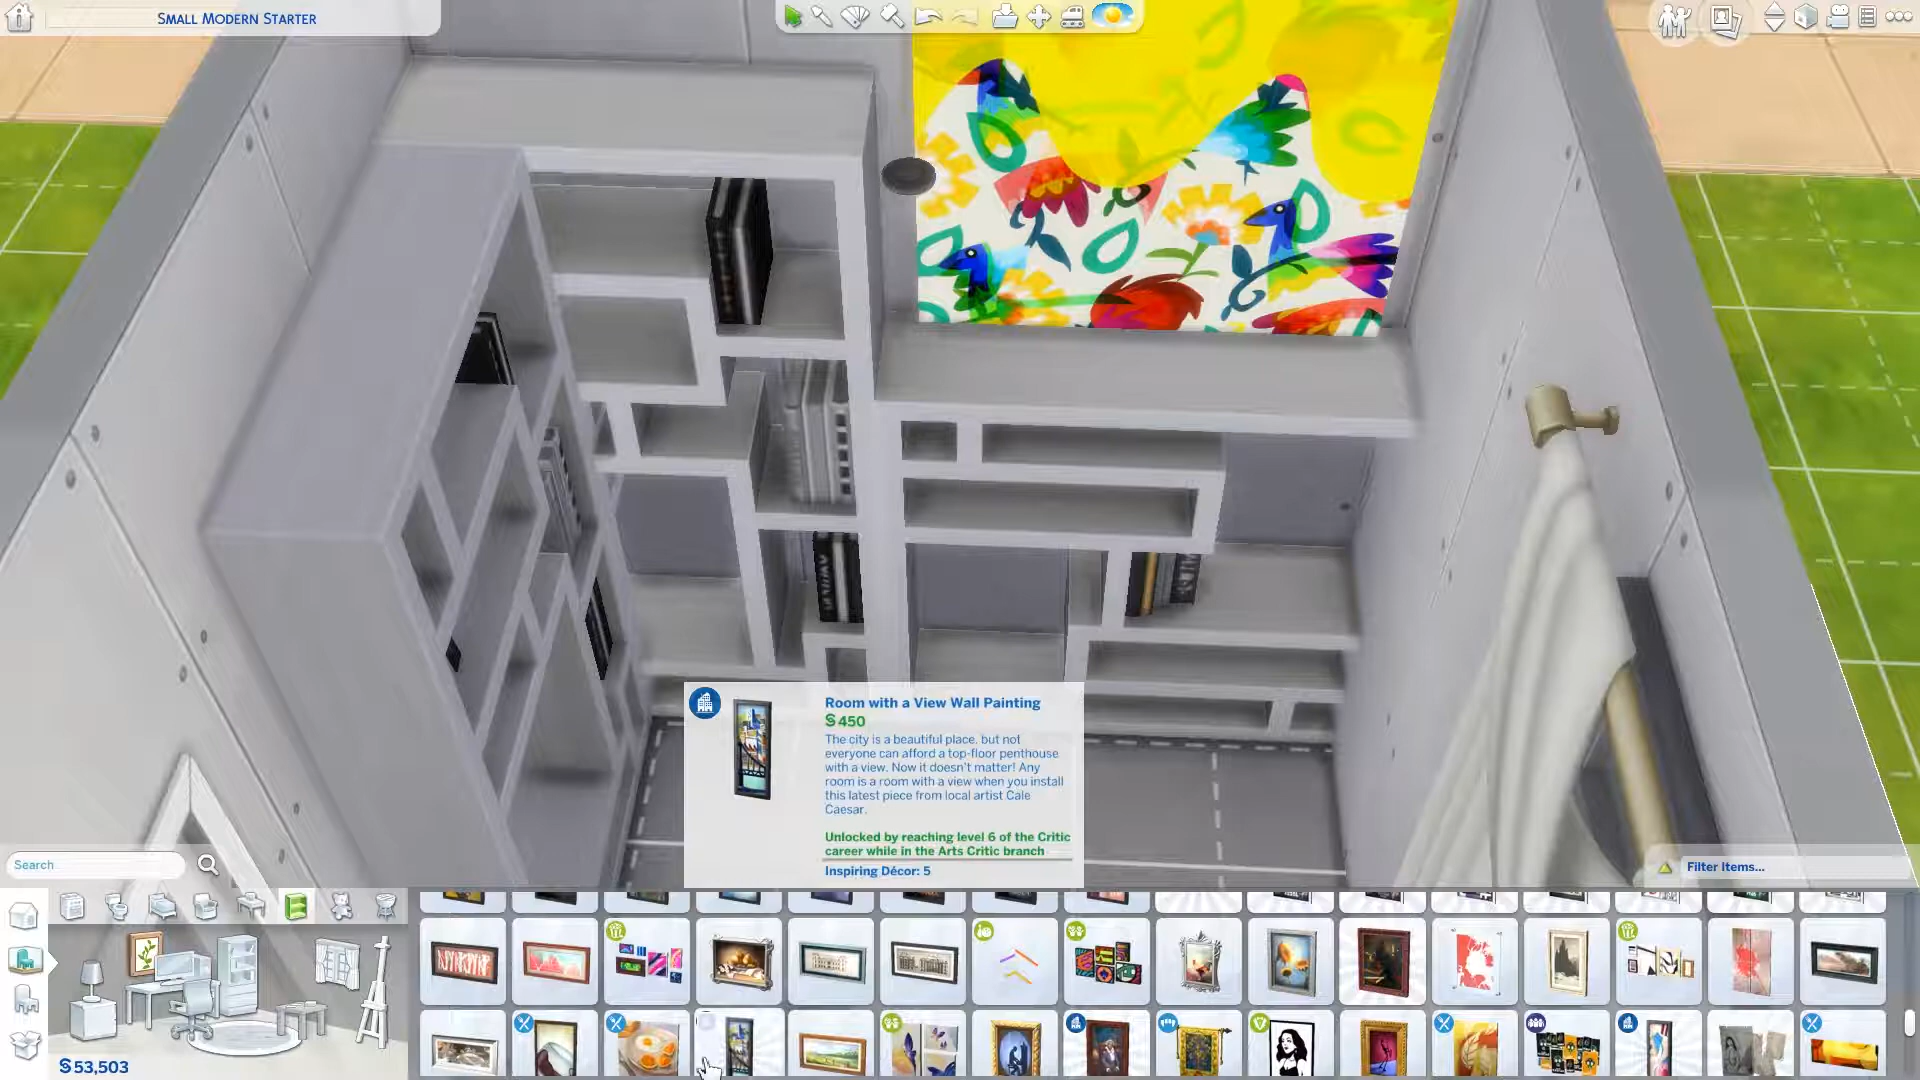 SMALL MODERN STARTER
Room with a View Wall Painting
§450
The city is a beautiful place, but not
everyone can afford a top-floor penthouse
with a view. Now it doesn't matter! Any
room is a room with a view when you install
this latest piece from local artist Cale
Caesar.
Unlocked by reaching level 6 of the Critic
career while in the Arts Critic branch
Inspiring Décor: 5
Search
Filter Items...
§53,503